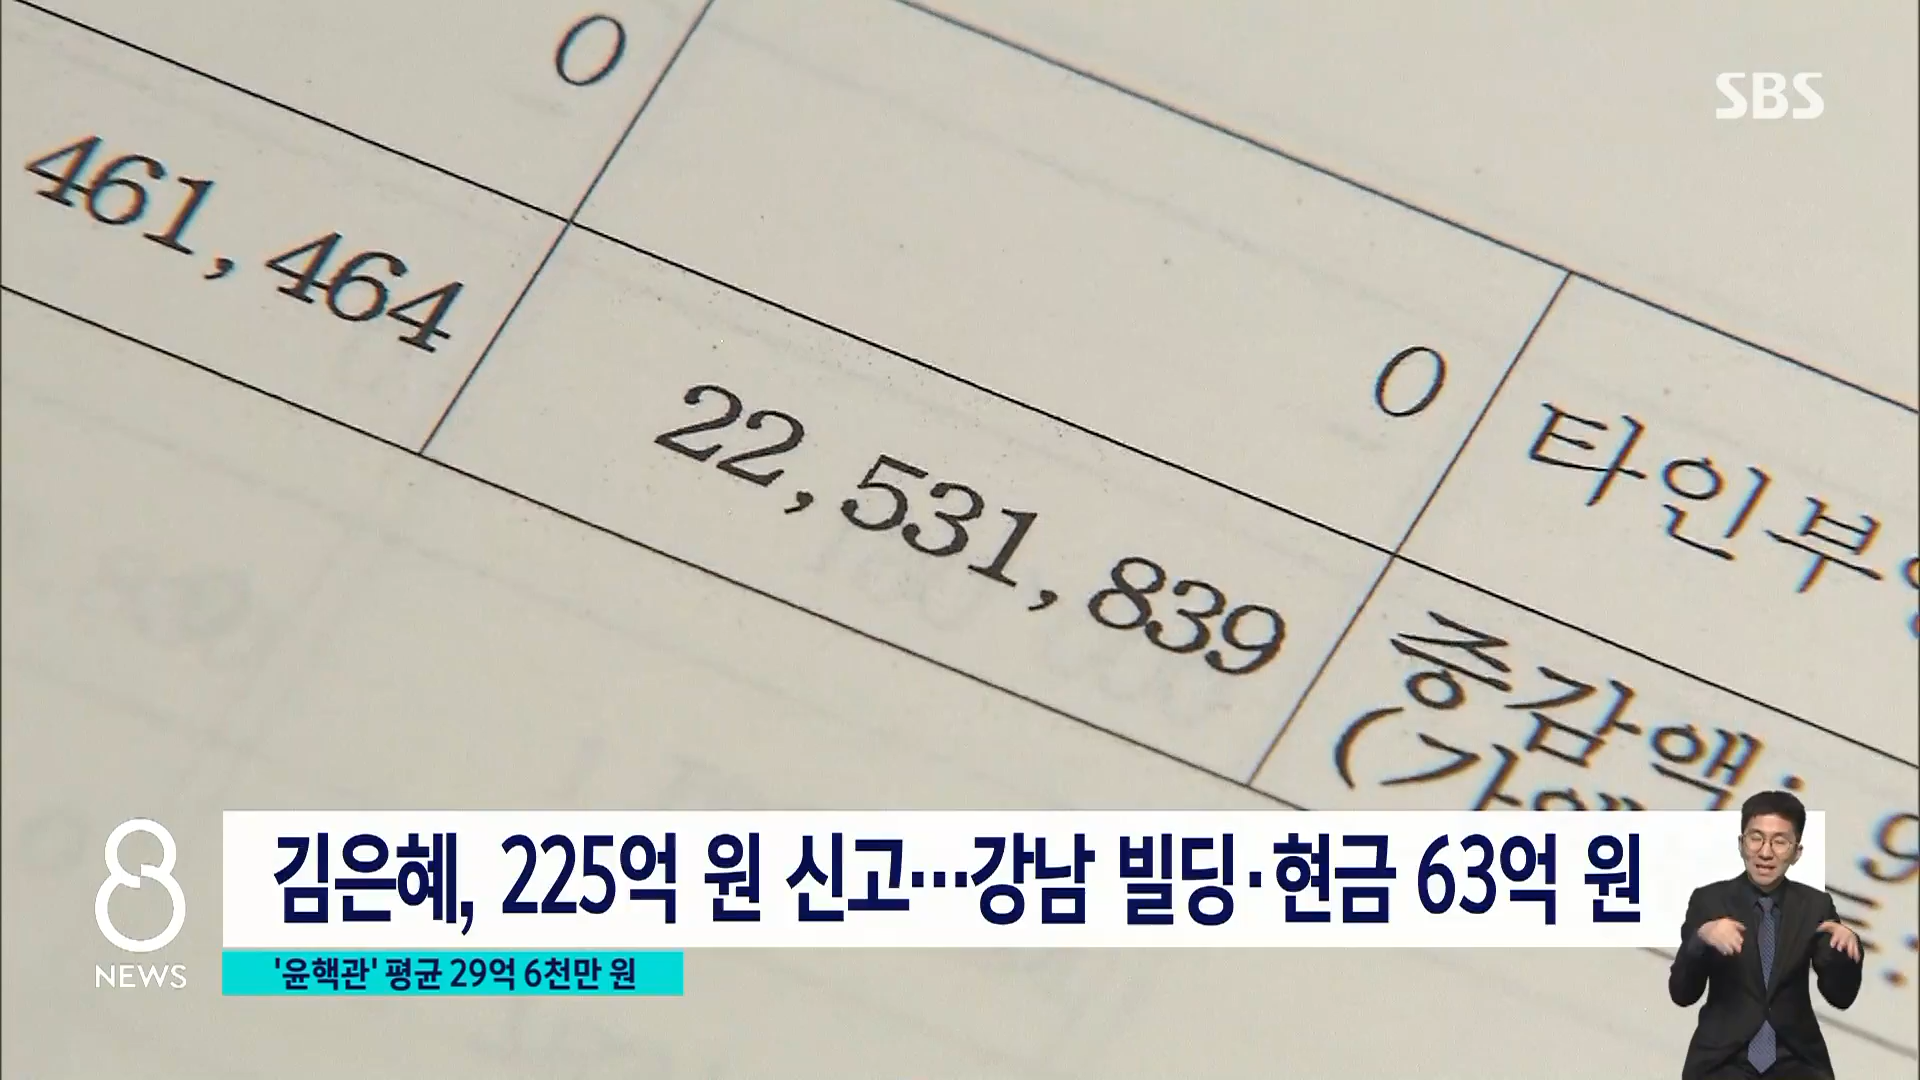 SBS
0
461,464
0
22,531,839
타인부
증감액:
9
김은혜, 225억 원 신고…강남 빌딩·현금 63억 원
'윤핵관' 평균 29억 6천만 원
8
NEWS